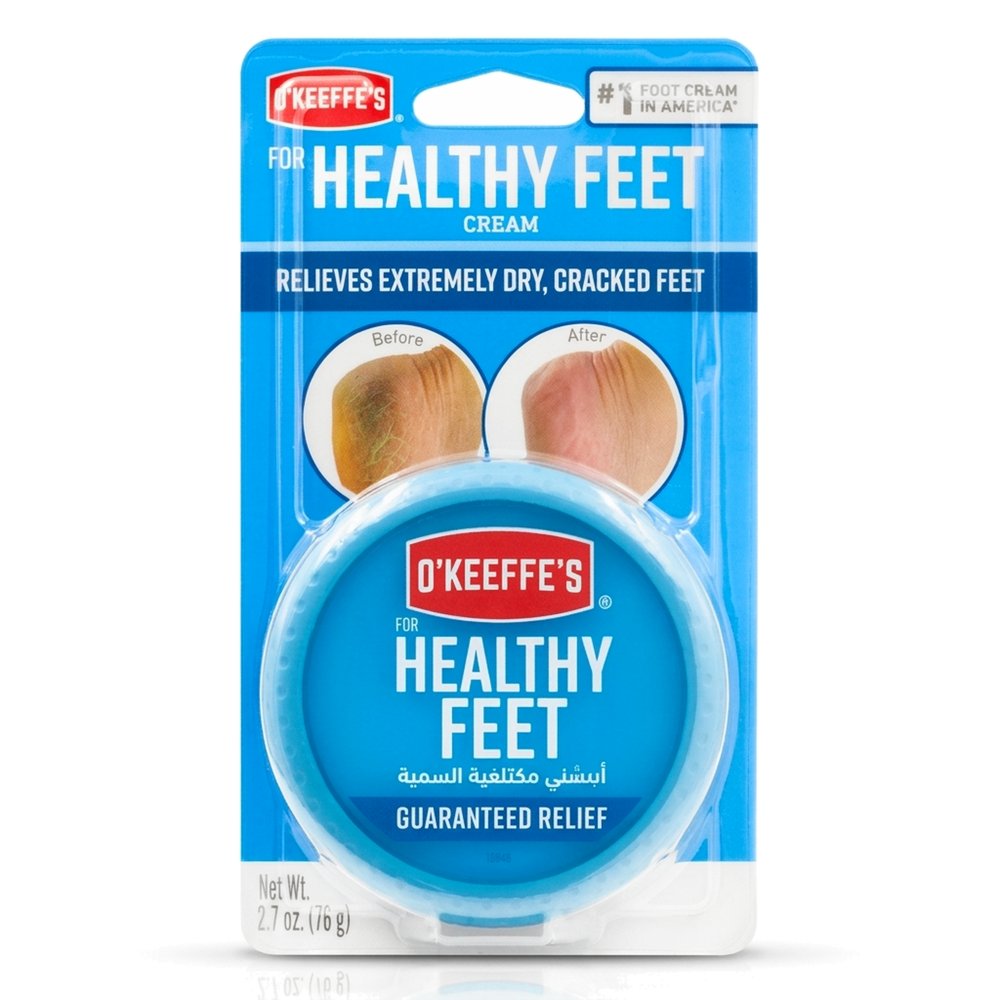 O'KEEFFE'S®
#1 FOOT CREAM
IN AMERICA*
FOR HEALTHY FEET
CREAM
RELIEVES EXTREMELY DRY, CRACKED FEET
Before
After
O'KEEFFE'S®
FOR
HEALTHY
FEET
أبشني مكتلغية السمية
GUARANTEED RELIEF
Net Wt.
2.7 oz. (76 g)